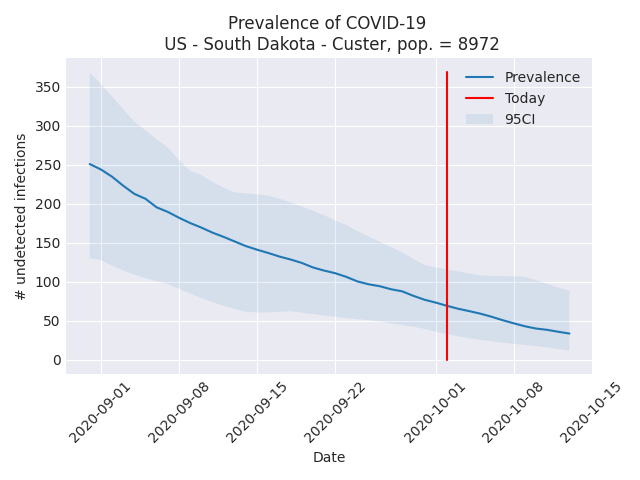 Prevalence of COVID-19
US - South Dakota - Custer, pop. = 8972
Prevalence
Today
95CI
350
300
250
200
150
100
50
0
# undetected infections
2020-09-01
2020-09-08
2020-09-15
2020-09-22
2020-10-01
2020-10-08
2020-10-15
Date